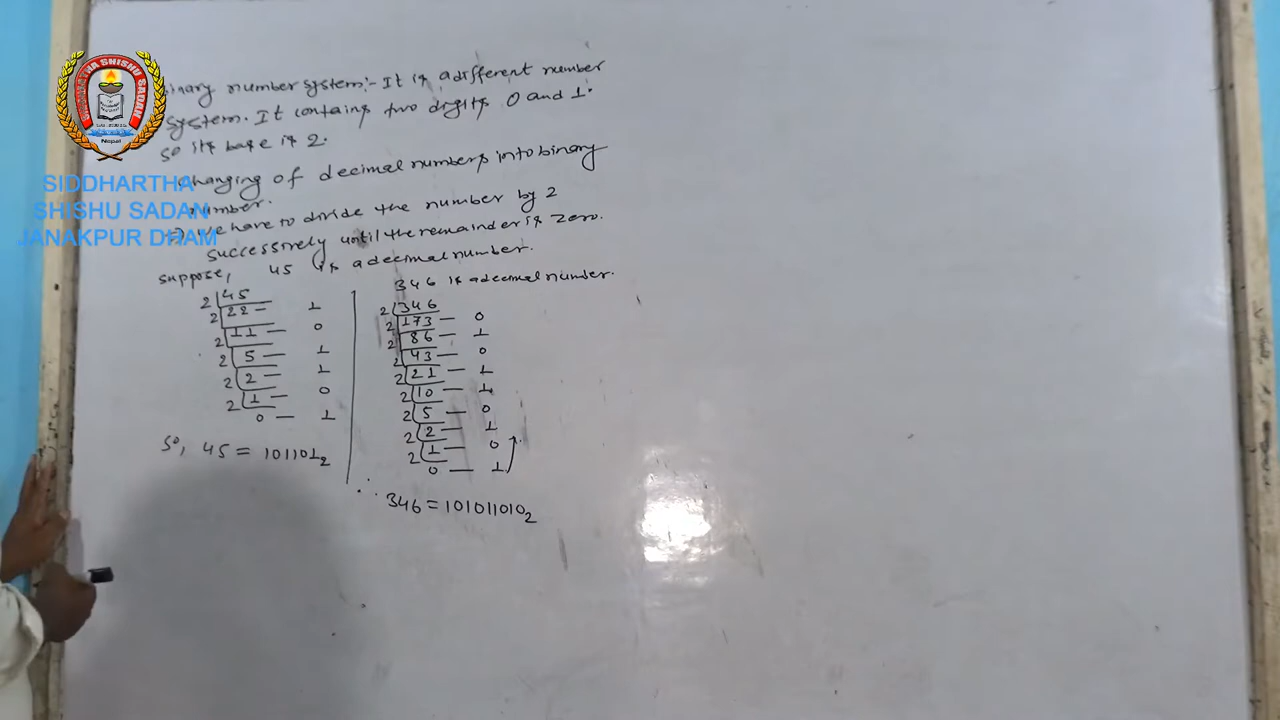 SIDDHARTHA SHISHU SADAN
Nepal
SIDDHARTHA
SHISHU SADAN
JANAKPUR DHAM
Binary number system:- It is a different number
system. It contains two digits 0 and 1.
So its base is 2.
Changing of decimal numbers into binary
number.
⇒ We have to divide the number by 2
successively until the remainder is zero.
suppose, 45 is a decimal number.
2 | 45
2 | 22 — 1
2 | 11 — 0
2 | 5 — 1
2 | 2 — 1
2 | 1 — 0
0 — 1
So, 45 = 101101₂
346 is a decimal number.
2 | 346
2 | 173 — 0
2 | 86 — 1
2 | 43 — 0
2 | 21 — 1
2 | 10 — 1
2 | 5 — 0
2 | 2 — 1
2 | 1 — 0
0 — 1
∴ 346 = 101011010₂